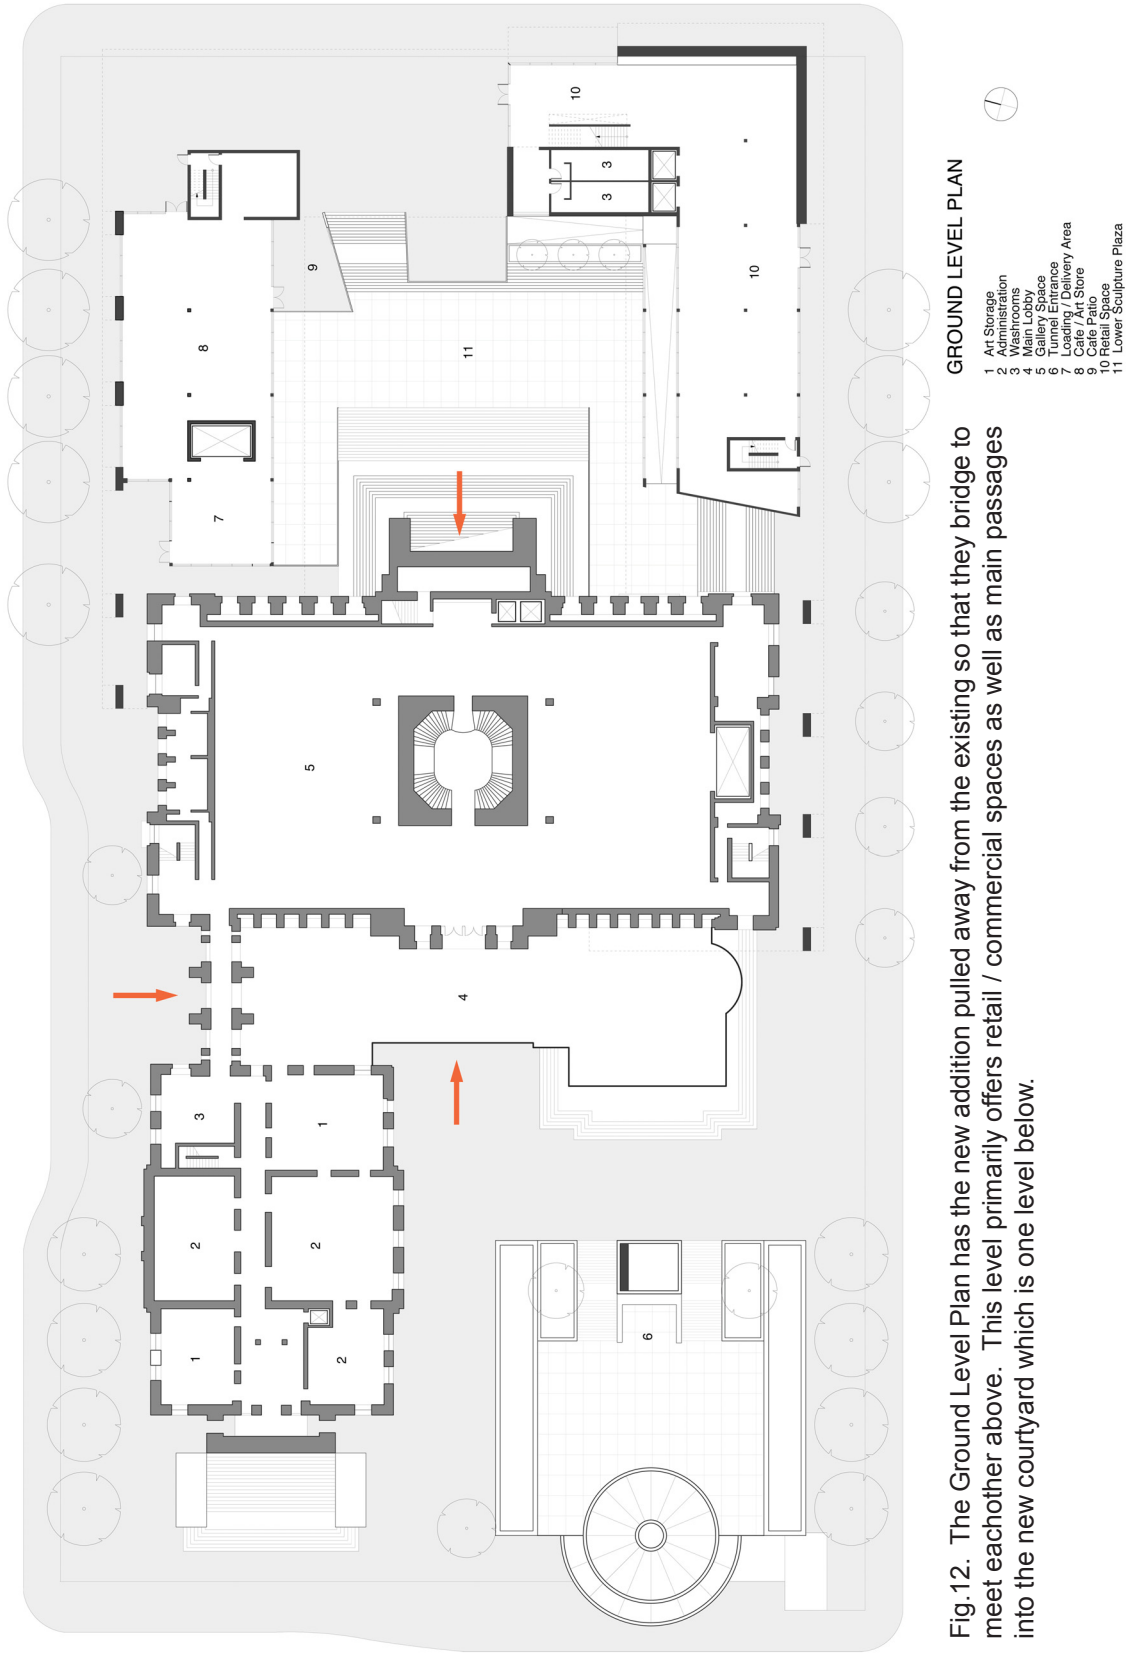 1
2
3
7
8
5
9
2
1
2
4
11
10
3
3
6
10
GROUND LEVEL PLAN
1 Art Storage
2 Administration
3 Washrooms
4 Main Lobby
5 Gallery Space
6 Tunnel Entrance
7 Loading / Delivery Area
8 Cafe / Art Store
9 Cafe Patio
10 Retail Space
11 Lower Sculpture Plaza
Fig.12. The Ground Level Plan has the new addition pulled away from the existing so that they bridge to
meet eachother above. This level primarily offers retail / commercial spaces as well as main passages
into the new courtyard which is one level below.